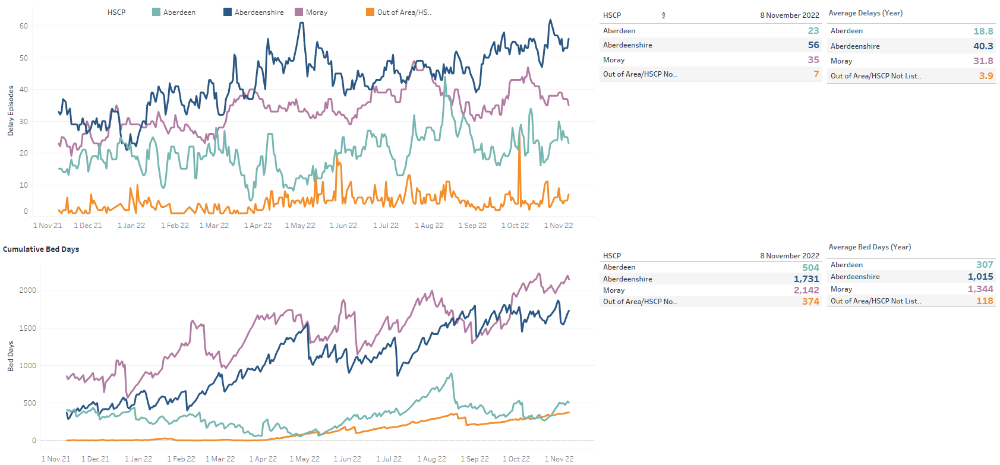 HSCP Aberdeen Aberdeenshire Moray Out of Area/HS..
60
50
40
30
20
10
0
Delay Episodes
1 Nov 21 1 Dec 21 1 Jan 22 1 Feb 22 1 Mar 22 1 Apr 22 1 May 22 1 Jun 22 1 Jul 22 1 Aug 22 1 Sep 22 1 Oct 22 1 Nov 22
HSCP 8 November 2022
Aberdeen 23
Aberdeenshire 56
Moray 35
Out of Area/HSCP No.. 7
Average Delays (Year)
Aberdeen 18.8
Aberdeenshire 40.3
Moray 31.8
Out of Area/HSCP Not List.. 3.9
Cumulative Bed Days
2000
1500
1000
500
0
Bed Days
1 Nov 21 1 Dec 21 1 Jan 22 1 Feb 22 1 Mar 22 1 Apr 22 1 May 22 1 Jun 22 1 Jul 22 1 Aug 22 1 Sep 22 1 Oct 22 1 Nov 22
HSCP 8 November 2022
Aberdeen 504
Aberdeenshire 1,731
Moray 2,142
Out of Area/HSCP No.. 374
Average Bed Days (Year)
Aberdeen 307
Aberdeenshire 1,015
Moray 1,344
Out of Area/HSCP Not List.. 118